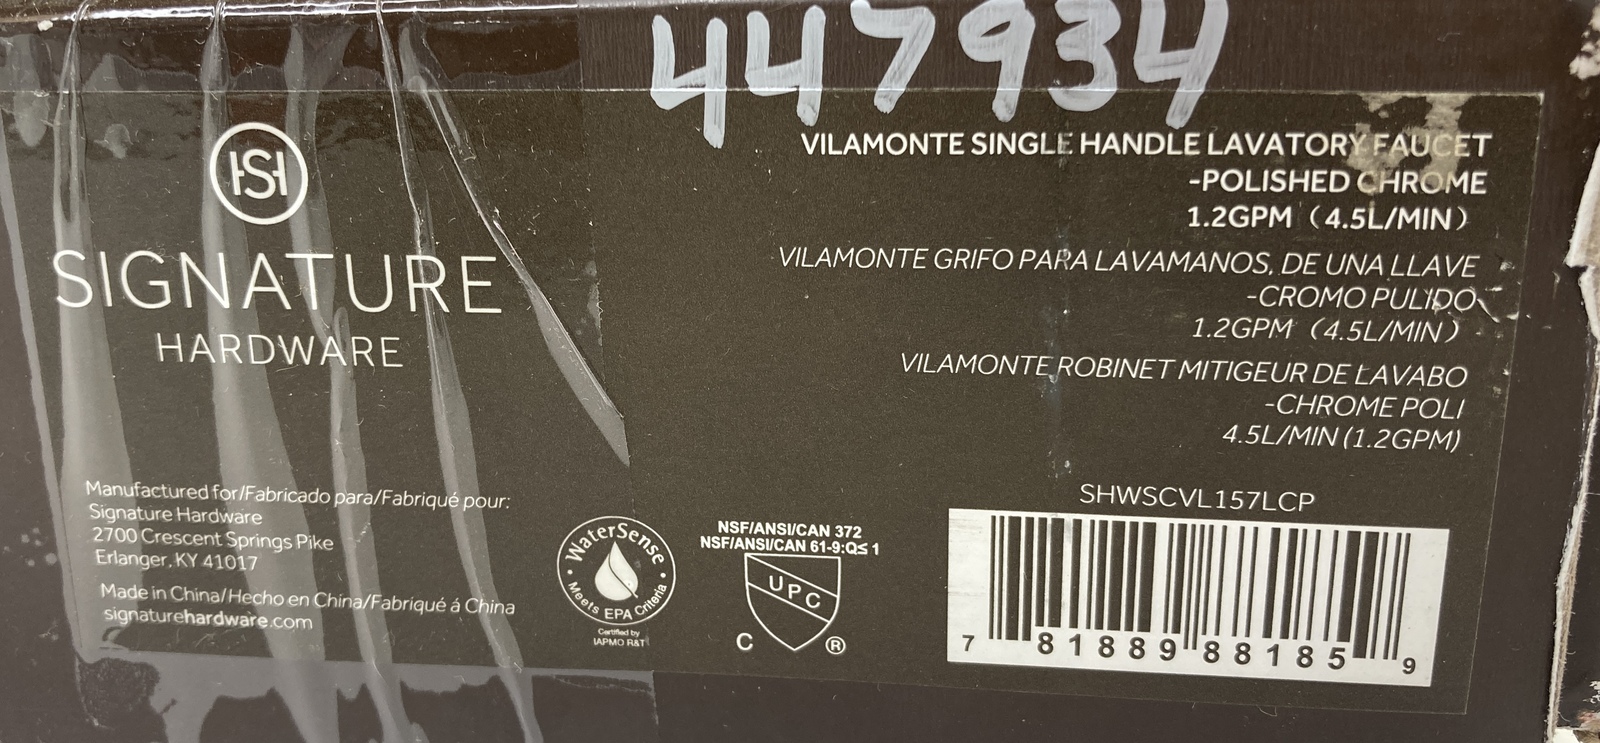 447934
SH
SIGNATURE
HARDWARE
VILAMONTE SINGLE HANDLE LAVATORY FAUCET
-POLISHED CHROME
1.2GPM (4.5L/MIN)
VILAMONTE GRIFO PARA LAVAMANOS, DE UNA LLAVE
-CROMO PULIDO
1.2GPM (4.5L/MIN)
VILAMONTE ROBINET MITIGEUR DE LAVABO
-CHROME POLI
4.5L/MIN (1.2GPM)
Manufactured for/Fabricado para/Fabriqué pour:
Signature Hardware
2700 Crescent Springs Pike
Erlanger, KY 41017
Made in China/Hecho en China/Fabriqué á China
signaturehardware.com
WaterSense
Meets EPA Criteria
Certified by
IAPMO R&T
NSF/ANSI/CAN 372
NSF/ANSI/CAN 61-9:Q≤ 1
UPC
C ®
SHWSCVL157LCP
7 81889 88185 9